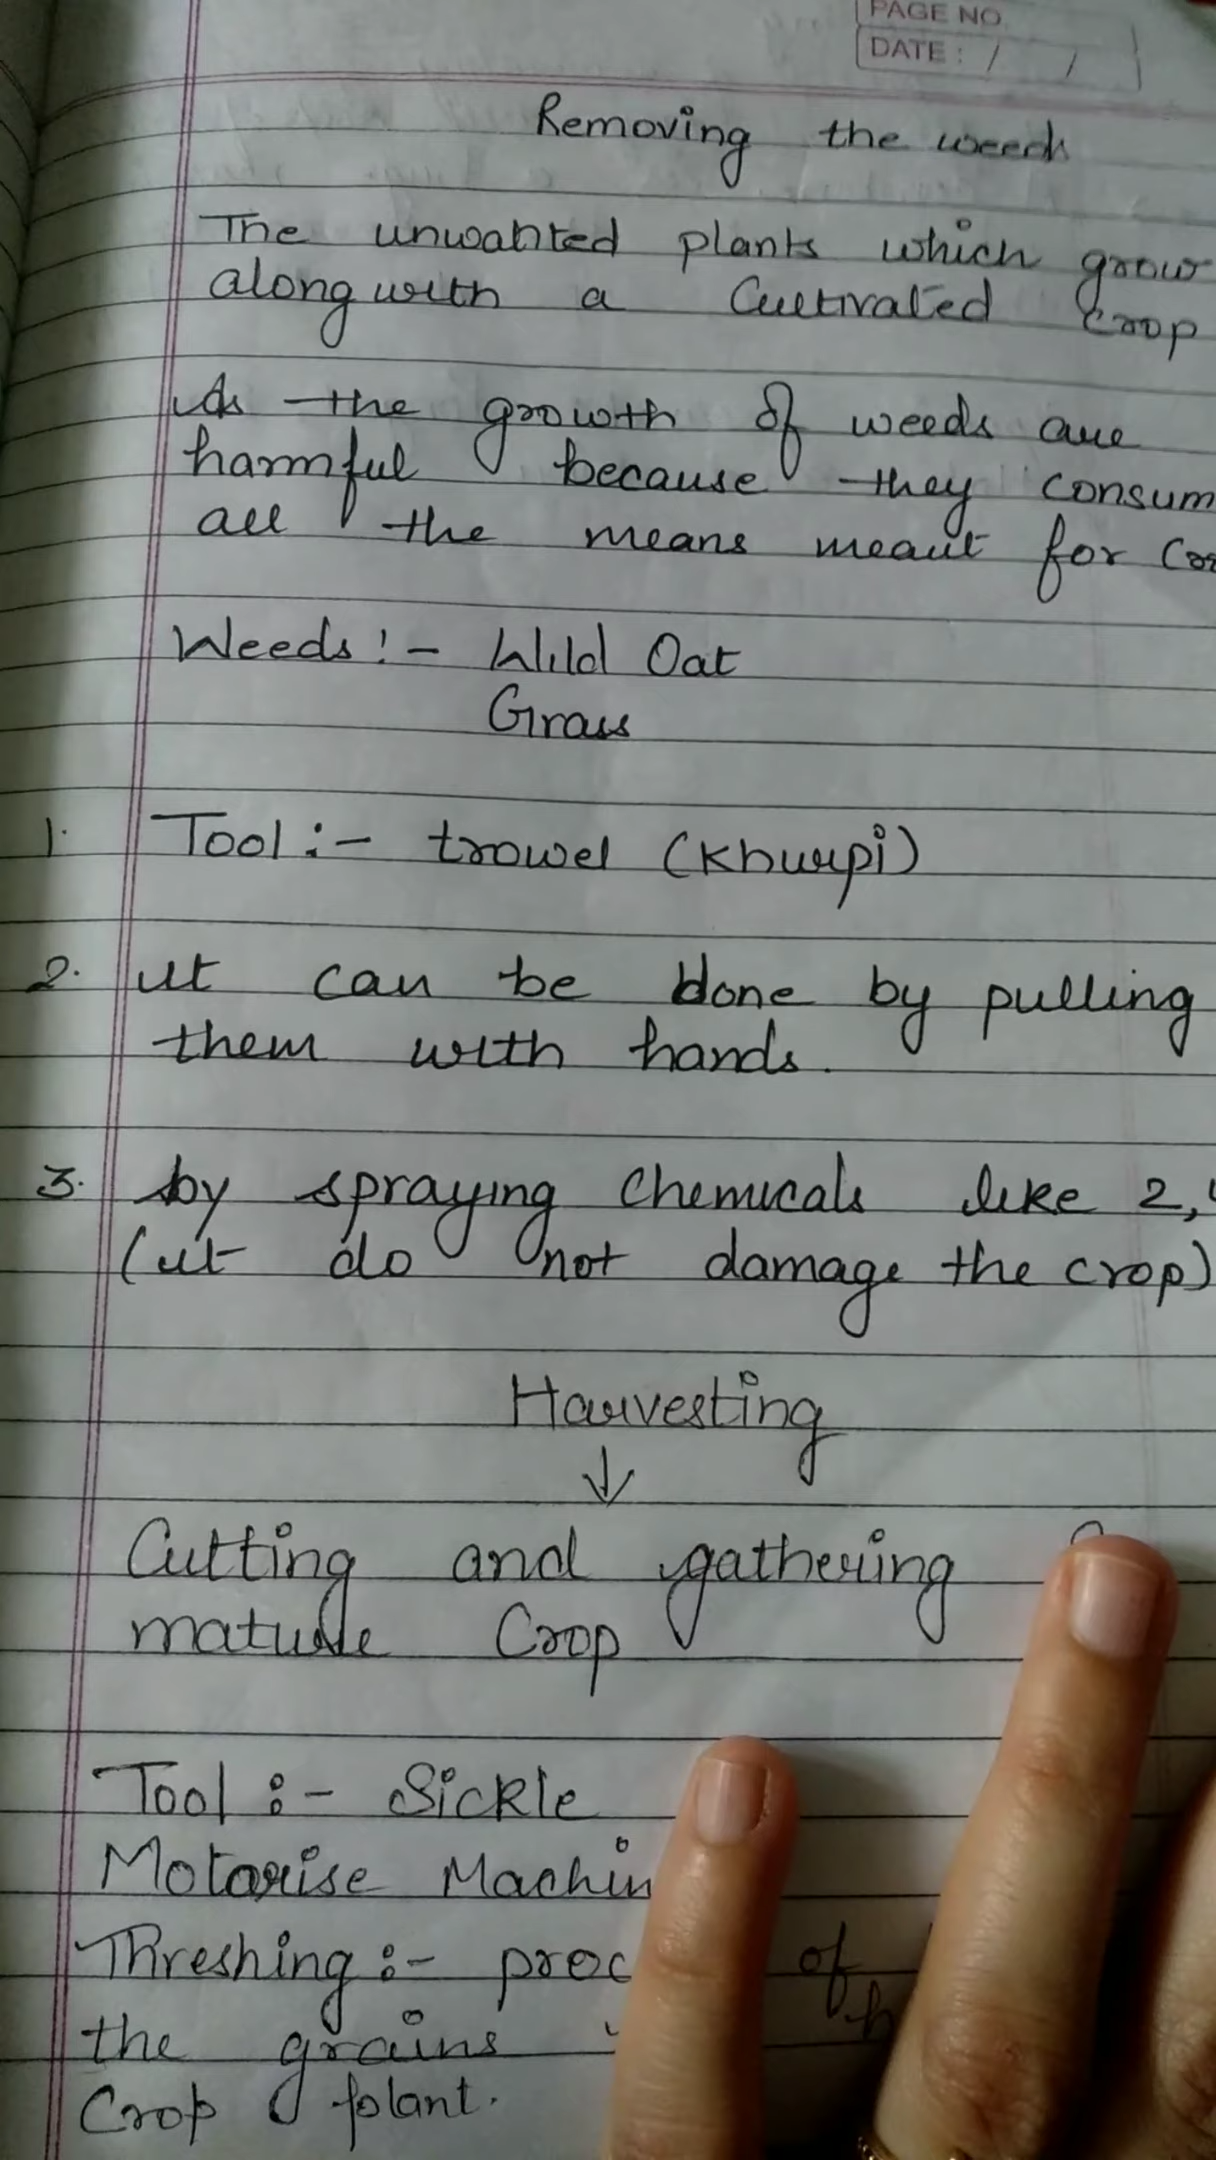 PAGE NO.
DATE : / /
Removing the weeds
The unwanted plants which grow
along with a Cultivated Crop
As the growth of weeds are
harmful because they consum
all the means meant for
Weeds :- Wild Oat
Grass
1. Tool :- trowel (Khurpi)
2. it can be done by pulling
them with hands.
3. by spraying Chemicals like 2,
(it do not damage the crop)
Harvesting
↓
Cutting and gathering
mature Crop
Tool :- Sickle
Motorise Machin
Threshing :- proc of
the grains
Crop plant.